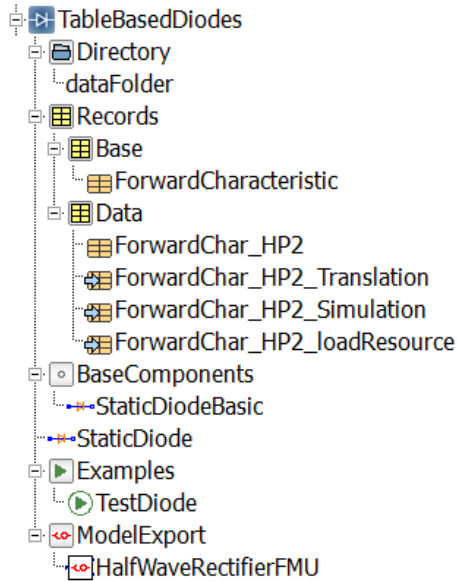 TableBasedDiodes
Directory
dataFolder
Records
Base
ForwardCharacteristic
Data
ForwardChar_HP2
ForwardChar_HP2_Translation
ForwardChar_HP2_Simulation
ForwardChar_HP2_loadResource
BaseComponents
StaticDiodeBasic
StaticDiode
Examples
TestDiode
ModelExport
HalfWaveRectifierFMU